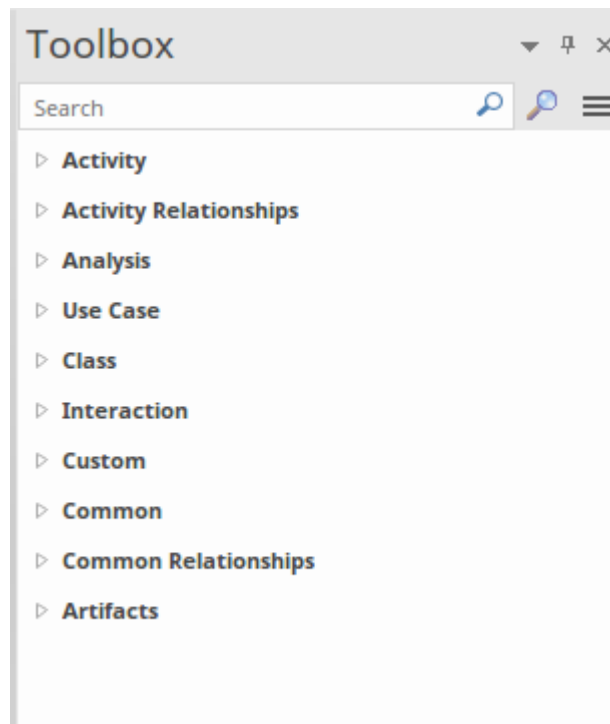 Toolbox
Search
Activity
Activity Relationships
Analysis
Use Case
Class
Interaction
Custom
Common
Common Relationships
Artifacts